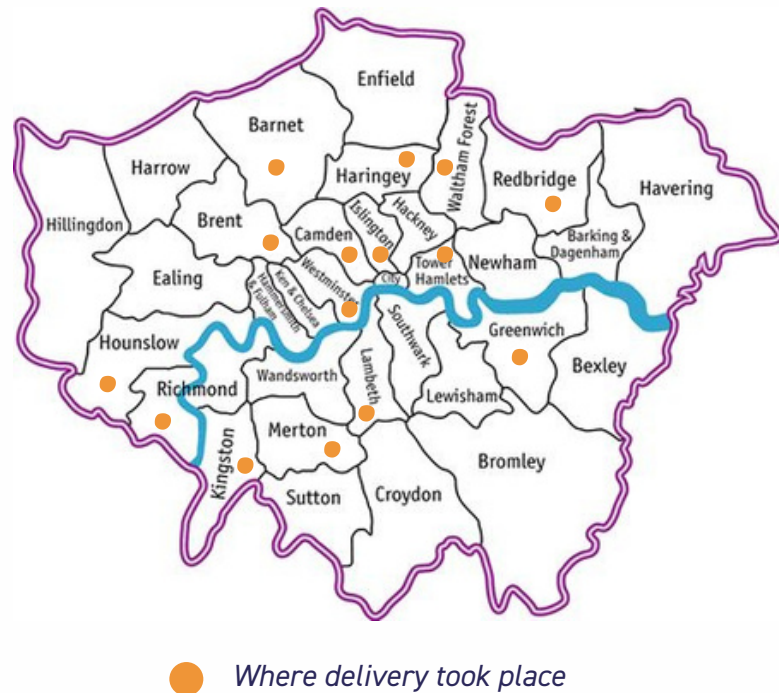 Enfield
Barnet
Waltham Forest
Harrow
Haringey
Redbridge
Havering
Hillingdon
Brent
Camden
Islington
Hackney
Barking &
Dagenham
Ealing
Westminster
City
Tower
Hamlets
Newham
Ken & Chelsea
Hammersmith
& Fulham
Hounslow
Southwark
Greenwich
Richmond
Wandsworth
Lambeth
Lewisham
Bexley
Kingston
Merton
Bromley
Sutton
Croydon
Where delivery took place